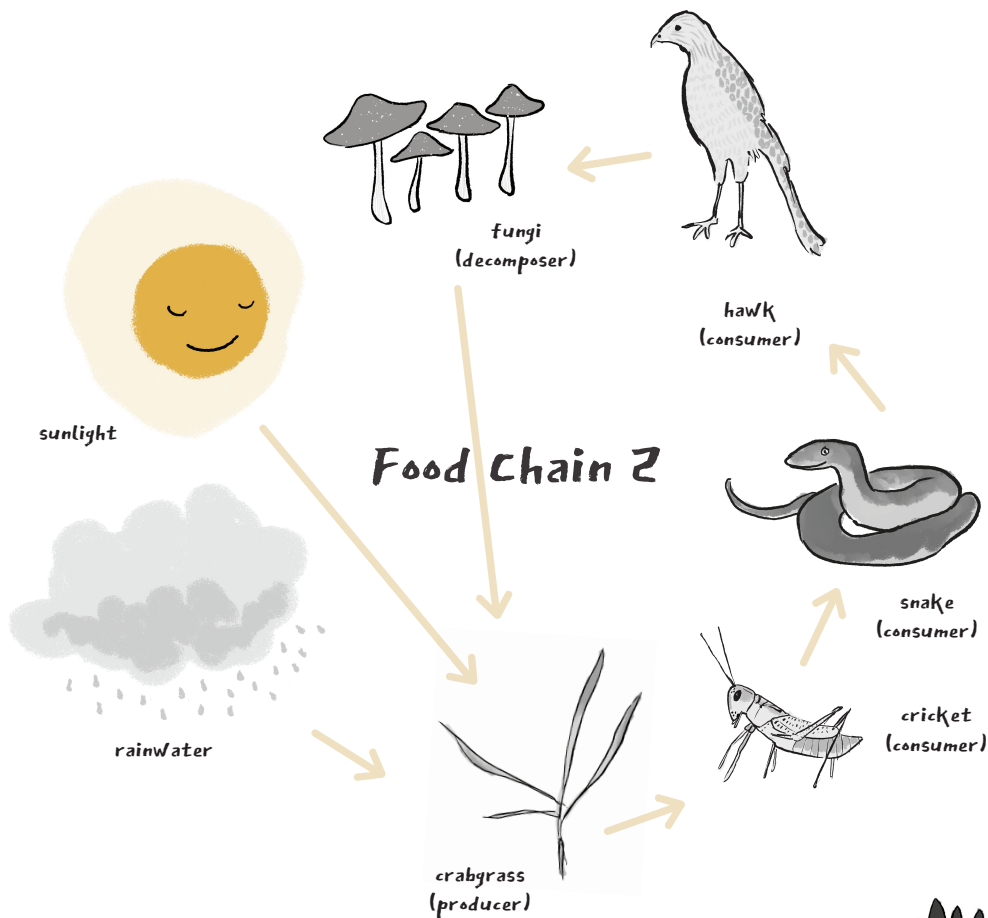 fungi
(decomposer)
hawk
(consumer)
sunlight
Food Chain 2
snake
(consumer)
cricket
(consumer)
rainwater
crabgrass
(producer)